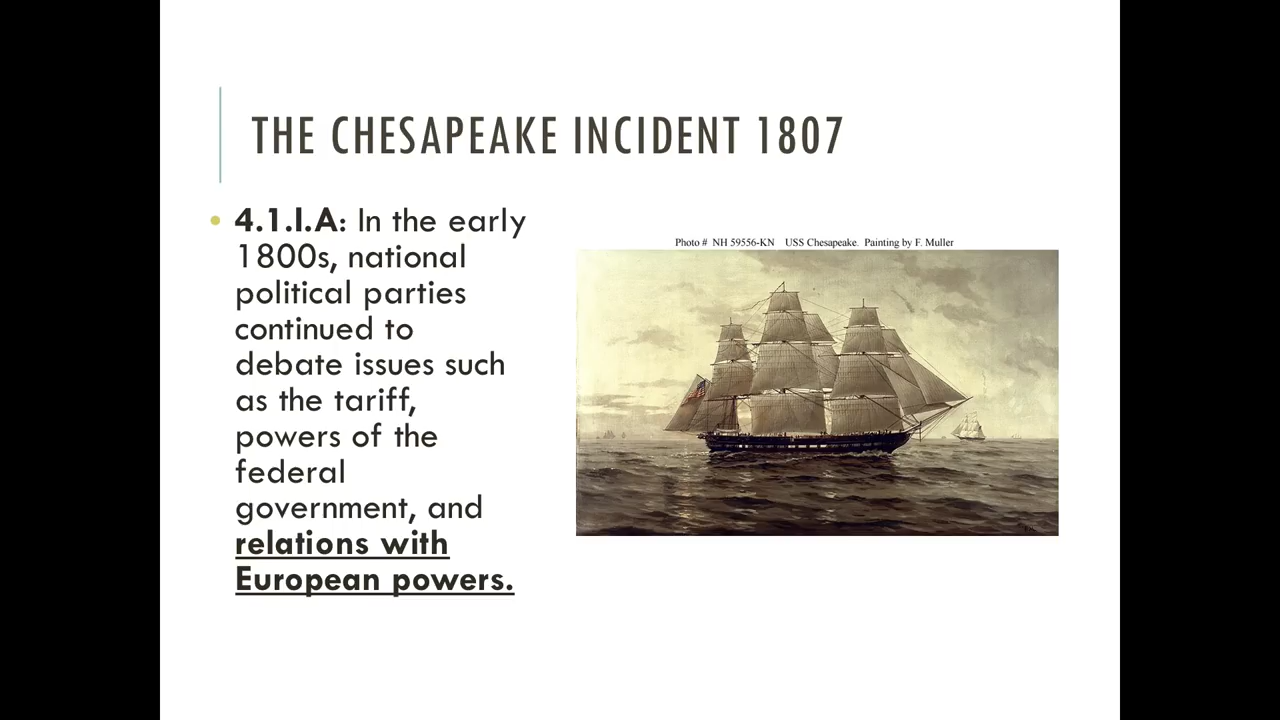 THE CHESAPEAKE INCIDENT 1807
• 4.1.I.A: In the early
1800s, national
political parties
continued to
debate issues such
as the tariff,
powers of the
federal
government, and
relations with
European powers.
Photo # NH 59556-KN USS Chesapeake. Painting by F. Muller